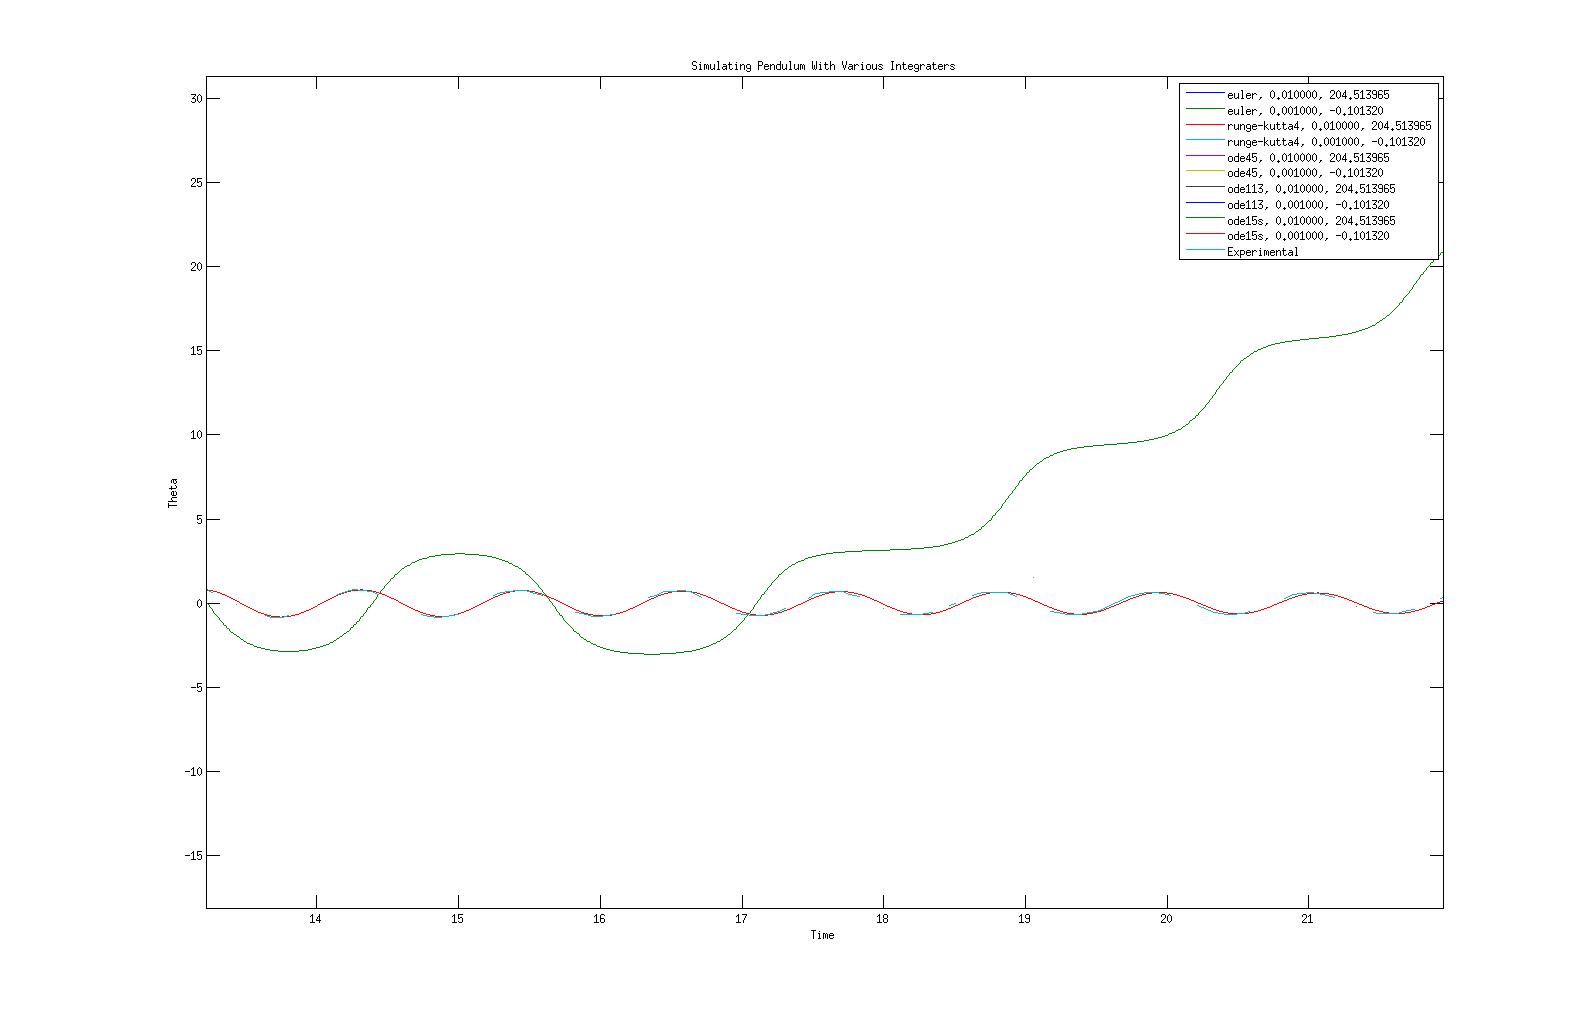 Simulating Pendulum With Various Integraters
euler, 0.010000, 204.513965
euler, 0.001000, -0.101320
runge-kutta4, 0.010000, 204.513965
runge-kutta4, 0.001000, -0.101320
ode45, 0.010000, 204.513965
ode45, 0.001000, -0.101320
ode113, 0.010000, 204.513965
ode113, 0.001000, -0.101320
ode15s, 0.010000, 204.513965
ode15s, 0.001000, -0.101320
Experimental
30
25
20
15
10
5
0
-5
-10
-15
Theta
14 15 16 17 18 19 20 21
Time